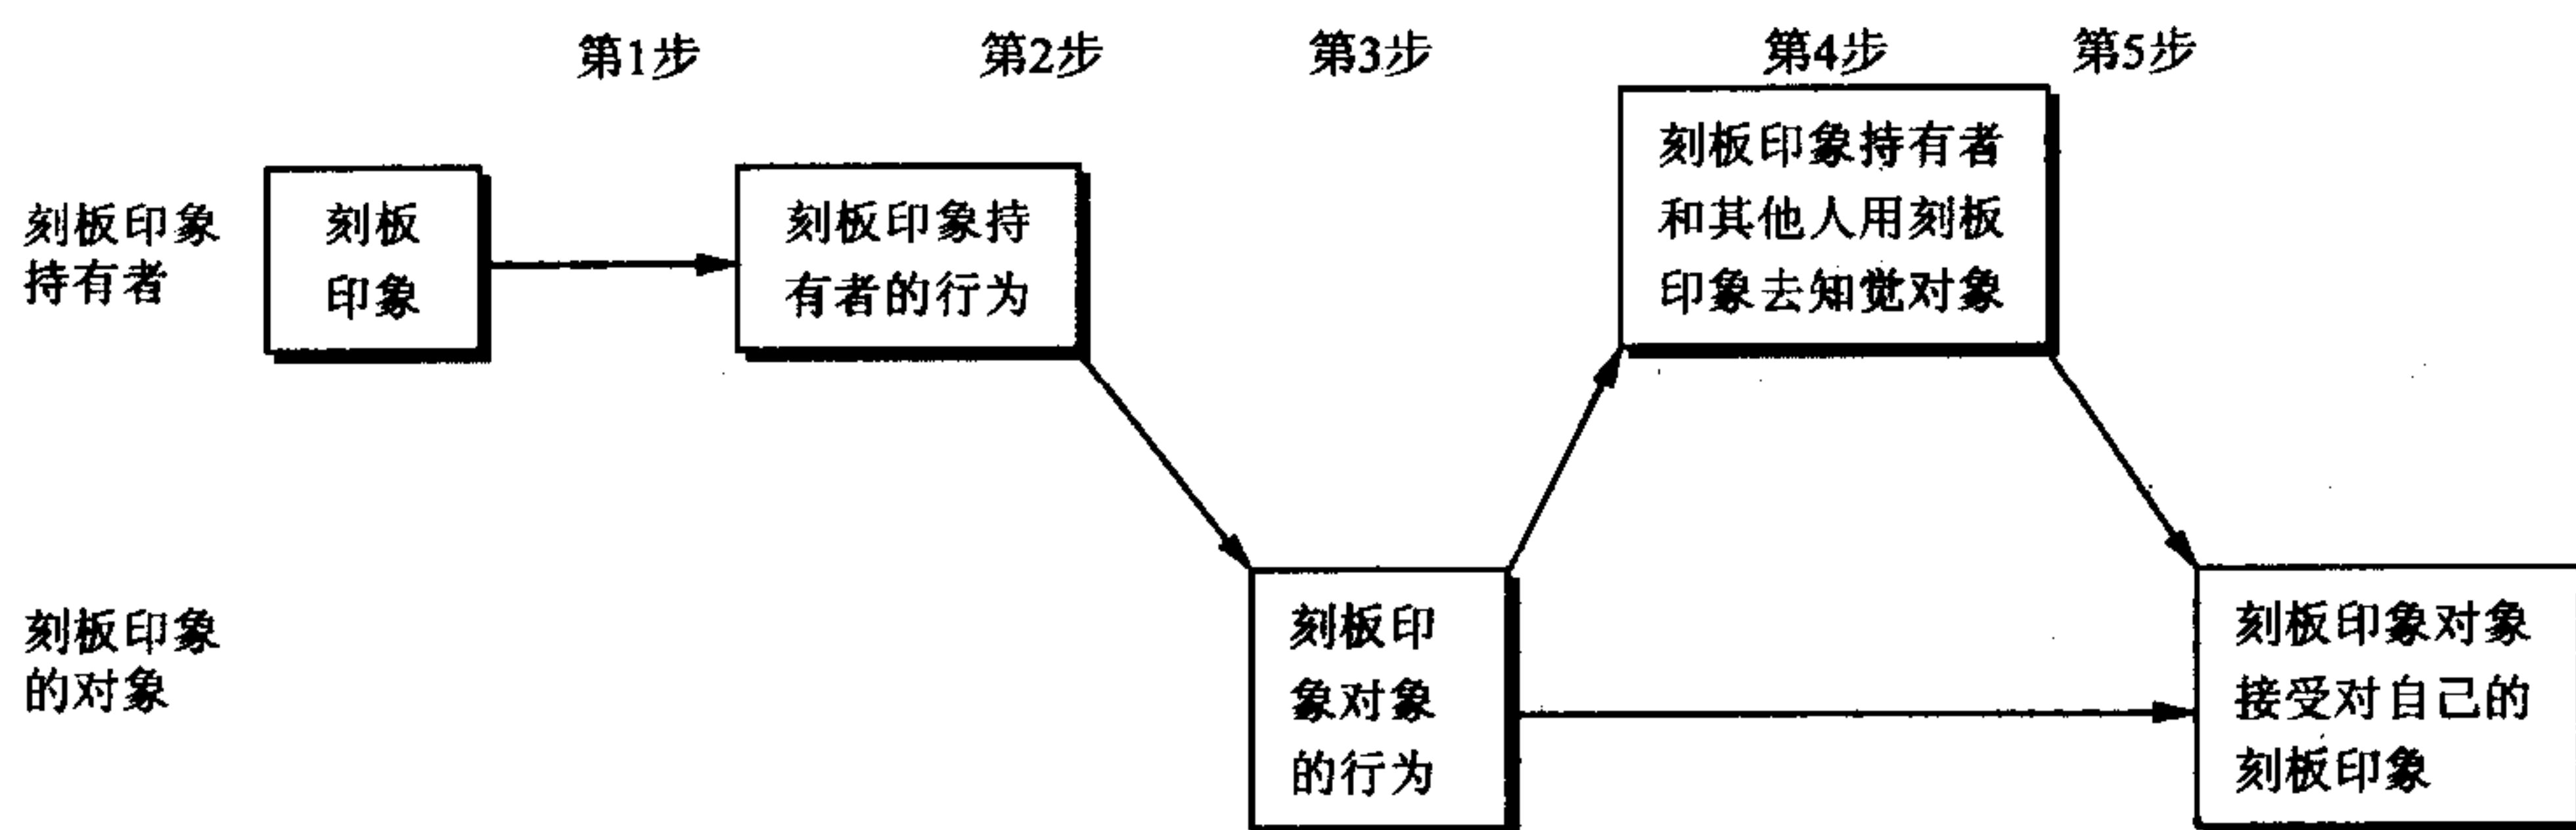 第1步 第2步 第3步 第4步 第5步
刻板印象
持有者
刻板
印象
刻板印象持
有者的行为
刻板印象持有者
和其他人用刻板
印象去知觉对象
刻板印象
的对象
刻板印
象对象
的行为
刻板印象对象
接受对自己的
刻板印象